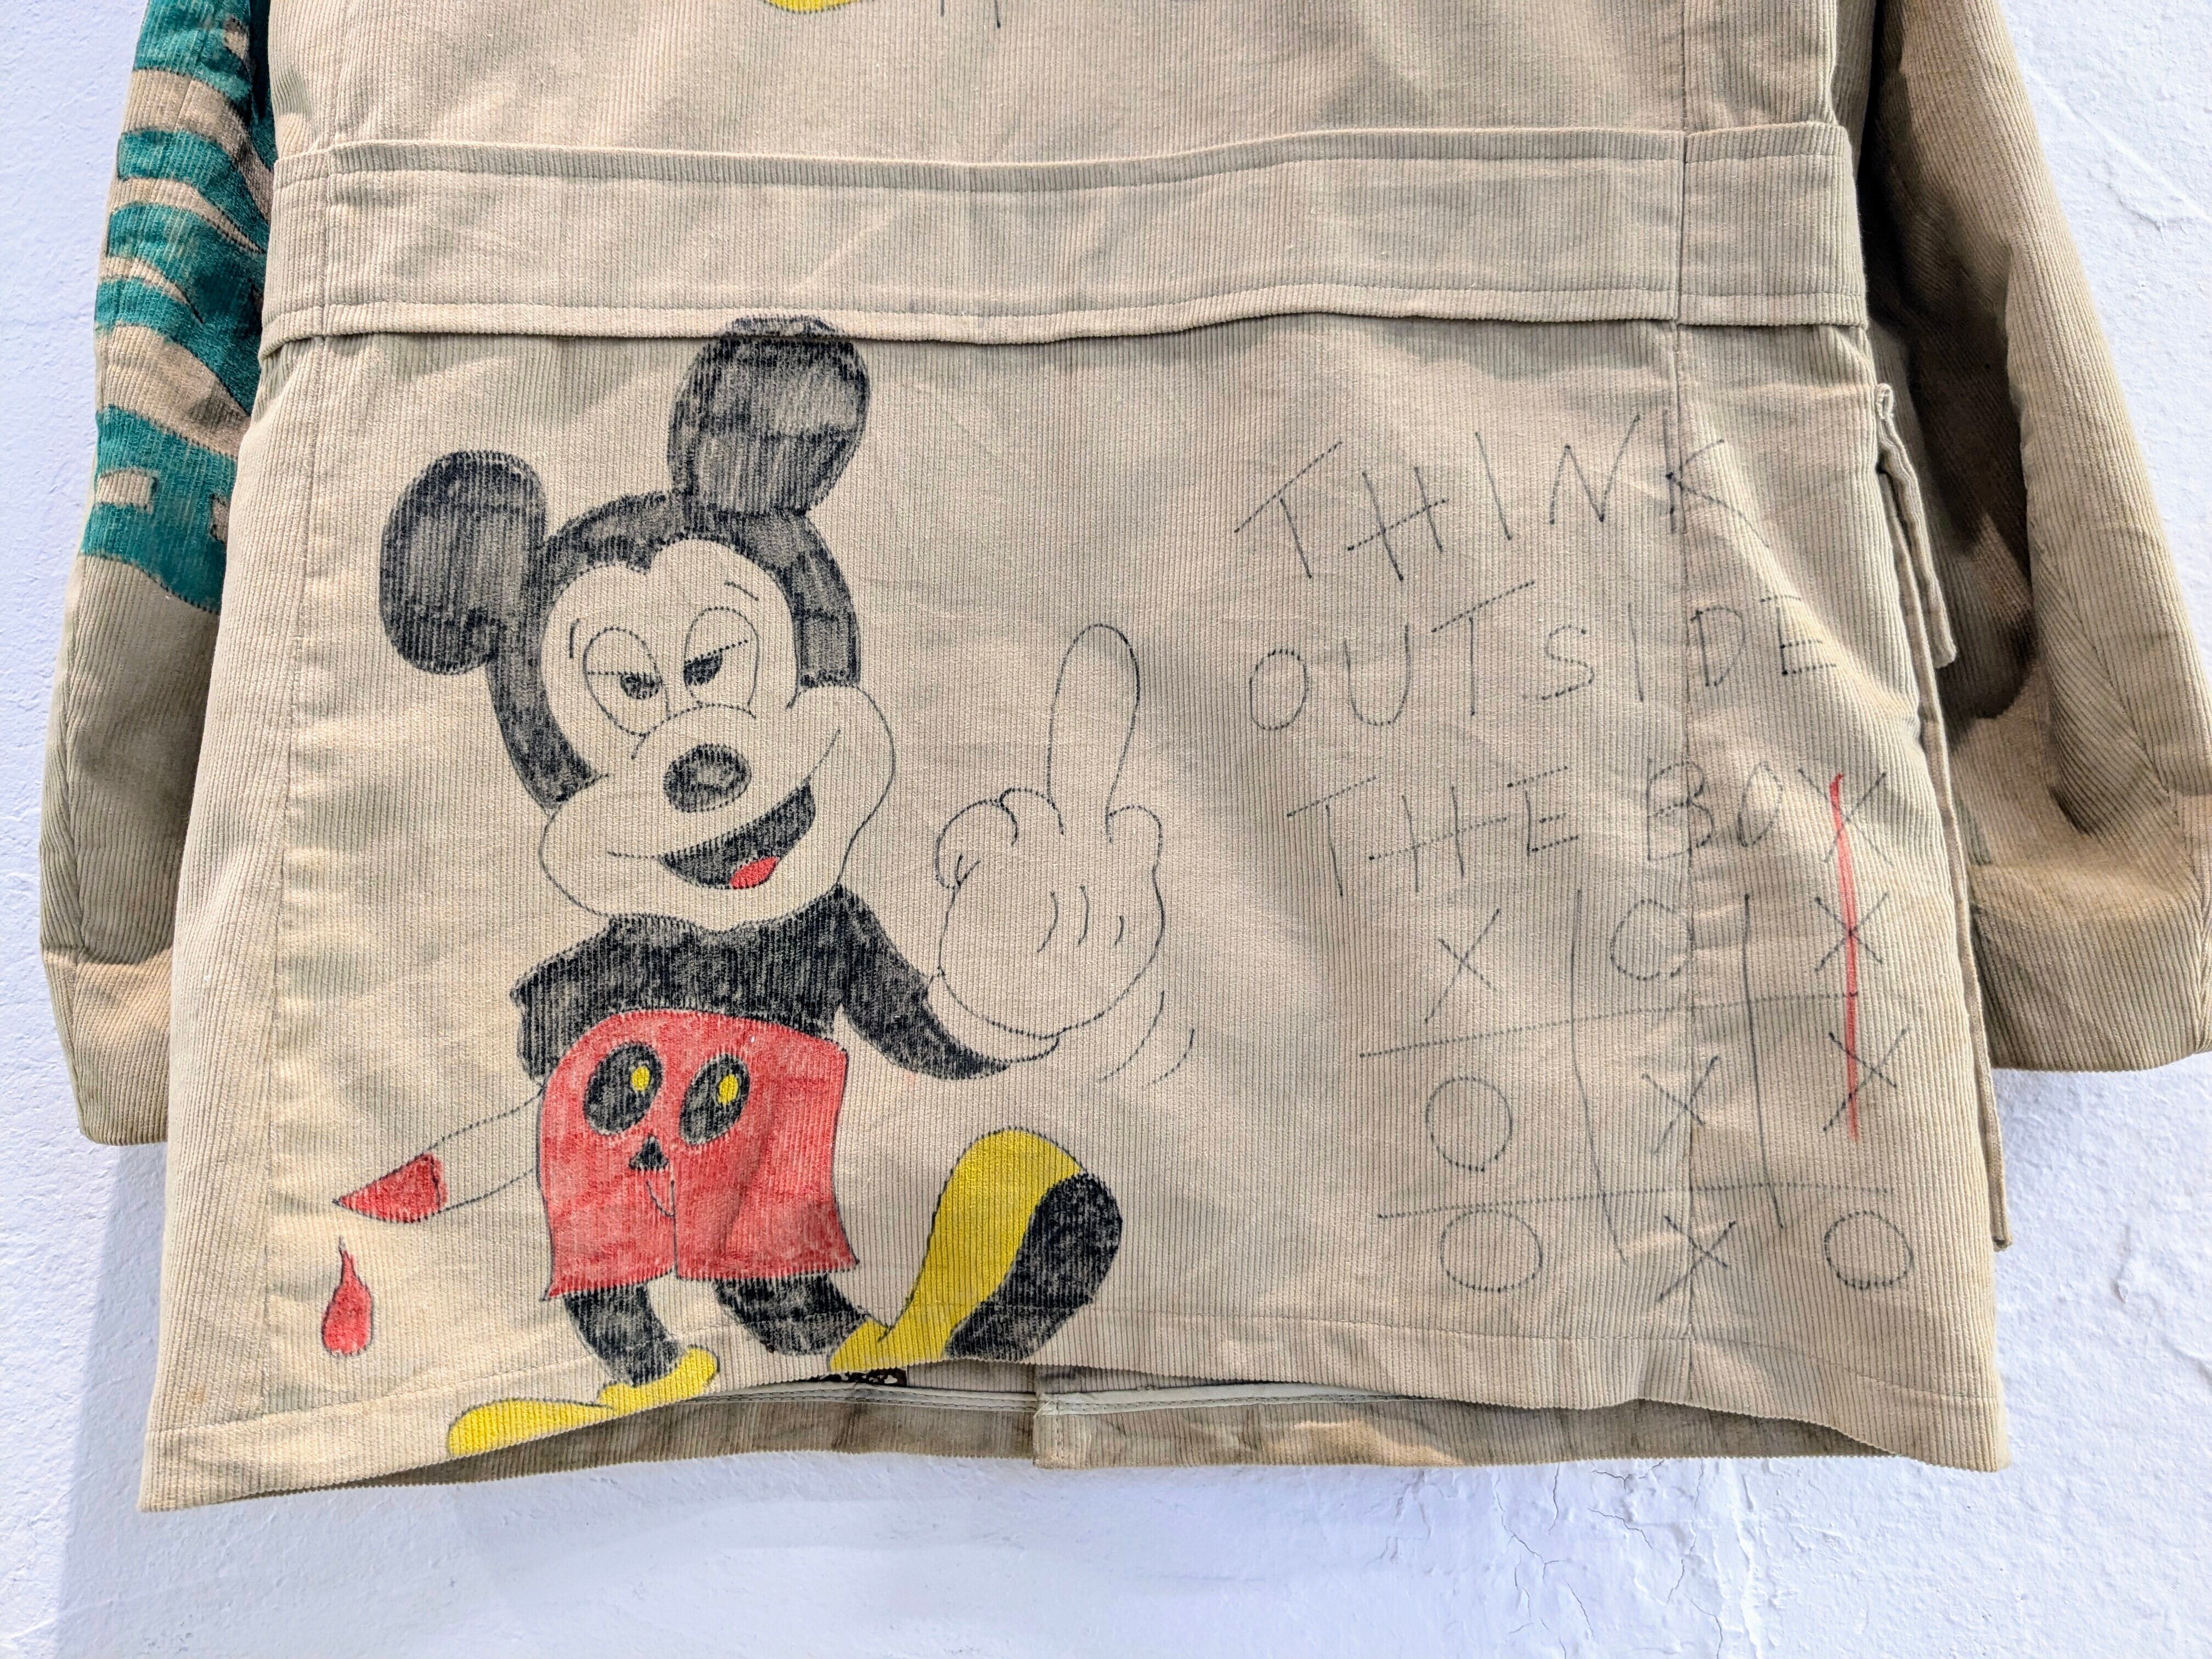 THINK
OUTSIDE
THE BOX
X O X
O X X
O X O